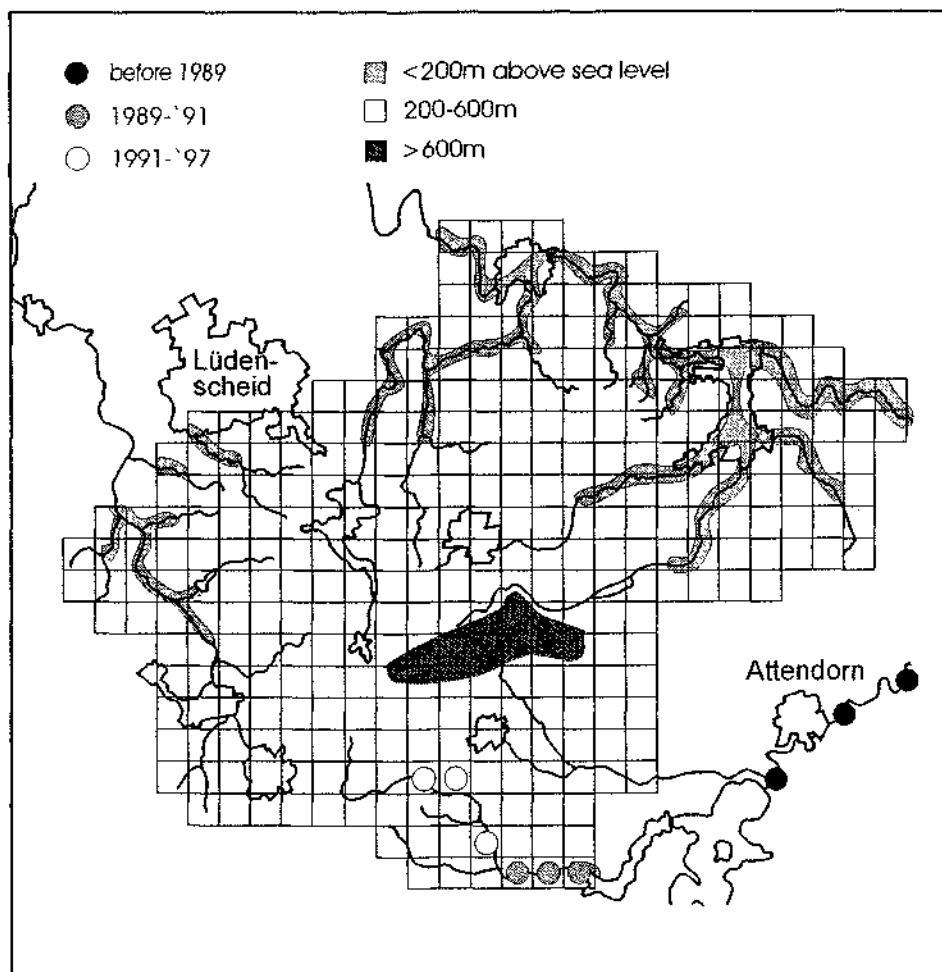 before 1989
1989-`91
1991-`97
<200m above sea level
200-600m
>600m
Lüden-
scheid
Attendorn